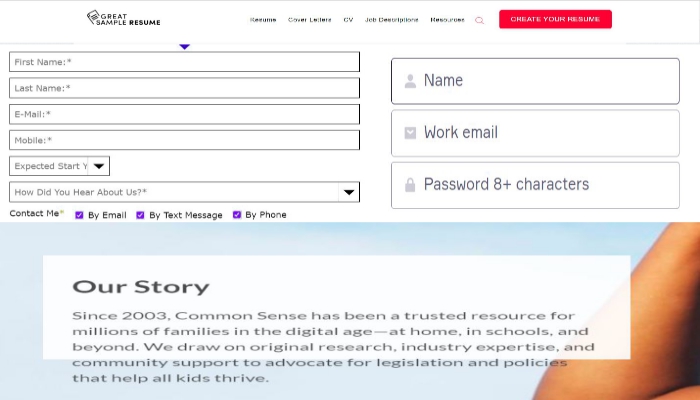 GREAT
SAMPLE RESUME
Resume Cover Letters CV Job Descriptions Resources CREATE YOUR RESUME
First Name:*
Last Name:*
E-Mail:*
Mobile:*
Expected Start Y
How Did You Hear About Us?*
Contact Me* By Email By Text Message By Phone
Name
Work email
Password 8+ characters
Our Story
Since 2003, Common Sense has been a trusted resource for
millions of families in the digital age—at home, in schools, and
beyond. We draw on original research, industry expertise, and
community support to advocate for legislation and policies
that help all kids thrive.